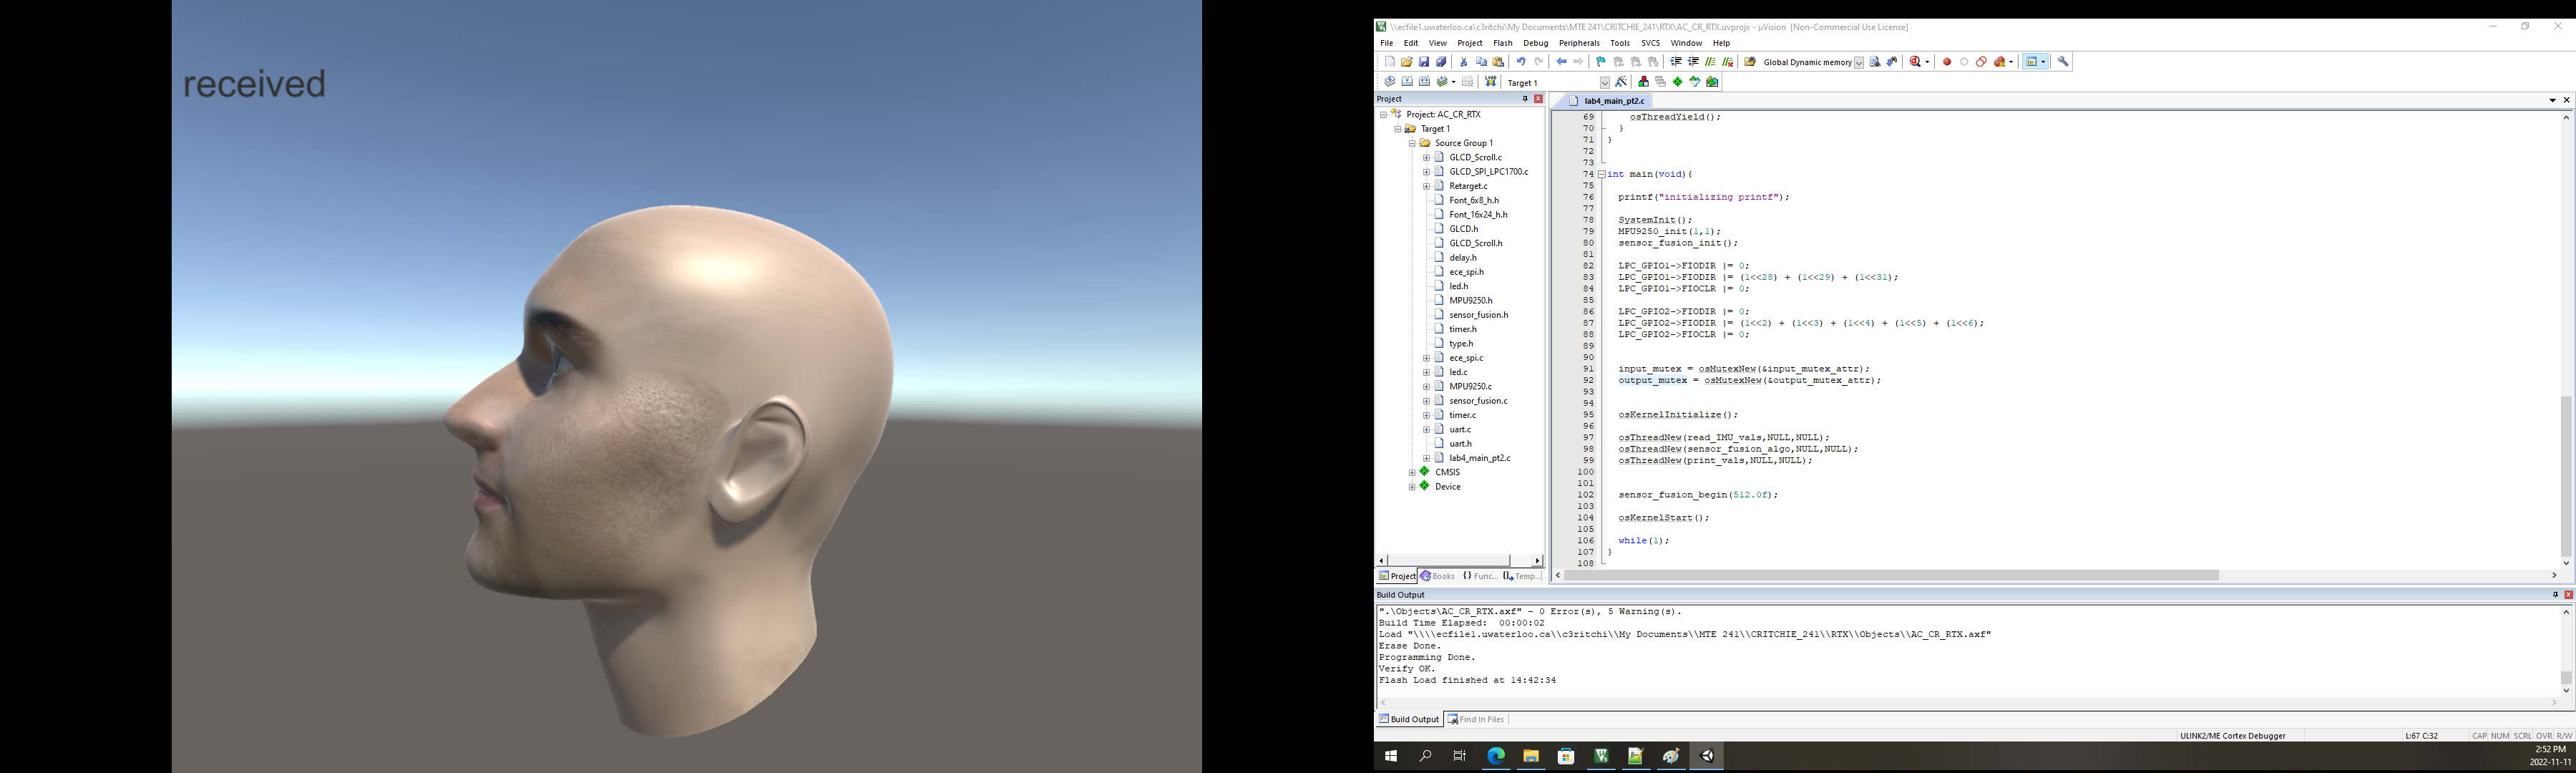 received
\\ecfile1.uwaterloo.ca\c3ritchi\My Documents\MTE 241\CRITCHIE_241\RTX\AC_CR_RTX.uvprojx - µVision [Non-Commercial Use License]
File Edit View Project Flash Debug Peripherals Tools SVCS Window Help
Global Dynamic memory
Target 1
Project
Project: AC_CR_RTX
Target 1
Source Group 1
GLCD_Scroll.c
GLCD_SPI_LPC1700.c
Retarget.c
Font_6x8_h.h
Font_16x24_h.h
GLCD.h
GLCD_Scroll.h
delay.h
ece_spi.h
led.h
MPU9250.h
sensor_fusion.h
timer.h
type.h
ece_spi.c
led.c
MPU9250.c
sensor_fusion.c
timer.c
uart.c
uart.h
lab4_main_pt2.c
CMSIS
Device
Project Books {} Func... Temp...
lab4_main_pt2.c
69 osThreadYield();
70 }
71 }
72
73
74 int main(void){
75
76 printf("initializing printf");
77
78 SystemInit();
79 MPU9250_init(1,1);
80 sensor_fusion_init();
81
82 LPC_GPIO1->FIODIR |= 0;
83 LPC_GPIO1->FIODIR |= (1<<28) + (1<<29) + (1<<31);
84 LPC_GPIO1->FIOCLR |= 0;
85
86 LPC_GPIO2->FIODIR |= 0;
87 LPC_GPIO2->FIODIR |= (1<<2) + (1<<3) + (1<<4) + (1<<5) + (1<<6);
88 LPC_GPIO2->FIOCLR |= 0;
89
90
91 input_mutex = osMutexNew(&input_mutex_attr);
92 output_mutex = osMutexNew(&output_mutex_attr);
93
94
95 osKernelInitialize();
96
97 osThreadNew(read_IMU_vals,NULL,NULL);
98 osThreadNew(sensor_fusion_algo,NULL,NULL);
99 osThreadNew(print_vals,NULL,NULL);
100
101
102 sensor_fusion_begin(512.0f);
103
104 osKernelStart();
105
106 while(1);
107 }
108
Build Output
".\Objects\AC_CR_RTX.axf" - 0 Error(s), 5 Warning(s).
Build Time Elapsed: 00:00:02
Load "\\\\ecfile1.uwaterloo.ca\\c3ritchi\\My Documents\\MTE 241\\CRITCHIE_241\\RTX\\Objects\\AC_CR_RTX.axf"
Erase Done.
Programming Done.
Verify OK.
Flash Load finished at 14:42:34
Build Output Find In Files
ULINK2/ME Cortex Debugger L:67 C:32 CAP NUM SCRL OVR R/W
2:52 PM
2022-11-11